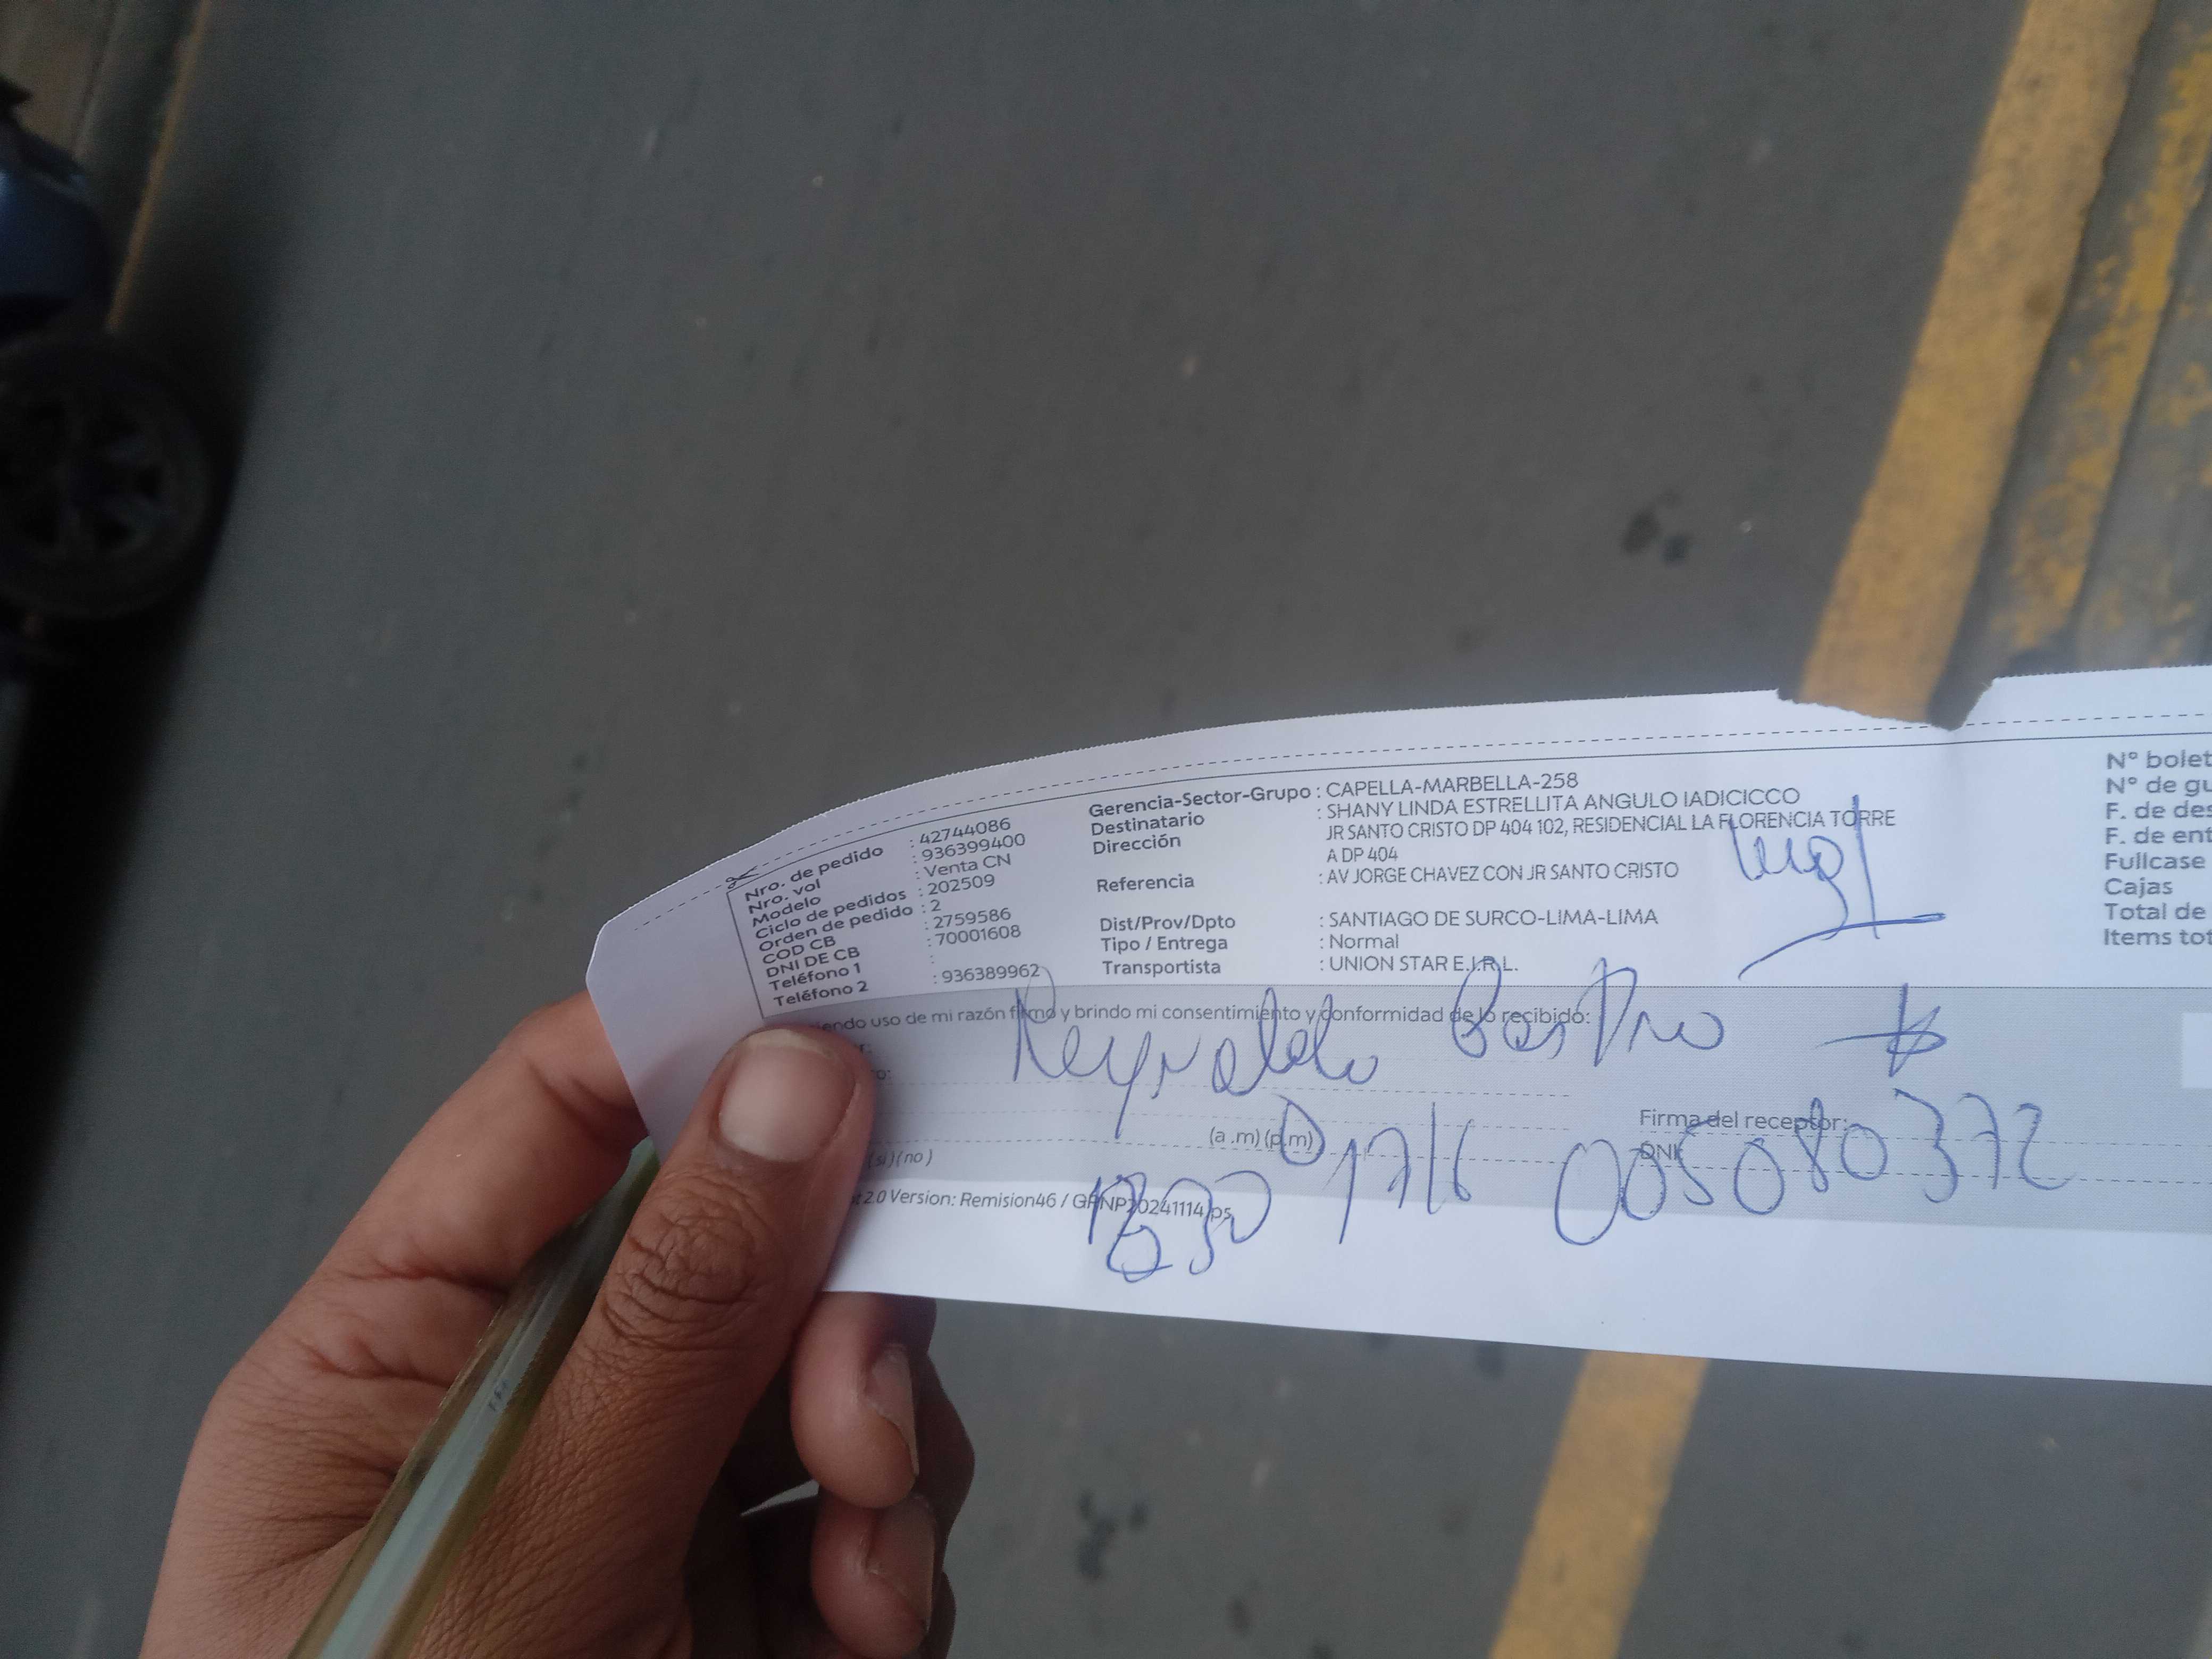 Nro. de pedido : 42744086
Nro. vol : 936399400
Modelo : Venta CN
Ciclo de pedidos : 202509
Orden de pedido : 2
COD CB : 2759586
DNI DE CB : 70001608
Teléfono 1 :
Teléfono 2 : 936389962
Gerencia-Sector-Grupo : CAPELLA-MARBELLA-258
Destinatario : SHANY LINDA ESTRELLITA ANGULO IADICICCO
Dirección JR SANTO CRISTO DP 404 102, RESIDENCIAL LA FLORENCIA TORRE
A DP 404
Referencia : AV JORGE CHAVEZ CON JR SANTO CRISTO
Dist/Prov/Dpto : SANTIAGO DE SURCO-LIMA-LIMA
Tipo / Entrega : Normal
Transportista : UNION STAR E.I.R.L.
N° bolet
N° de gu
F. de des
F. de ent
Fullcase
Cajas
Total de
Items tot
endo uso de mi razón firmo y brindo mi consentimiento y conformidad de lo recibido:
Reynaldo Castro
(a .m) (p.m)
17/6
Firma del receptor:
DNI:
005080372
(si) (no)
2.0 Version: Remision46 / GRNP20241114.ps